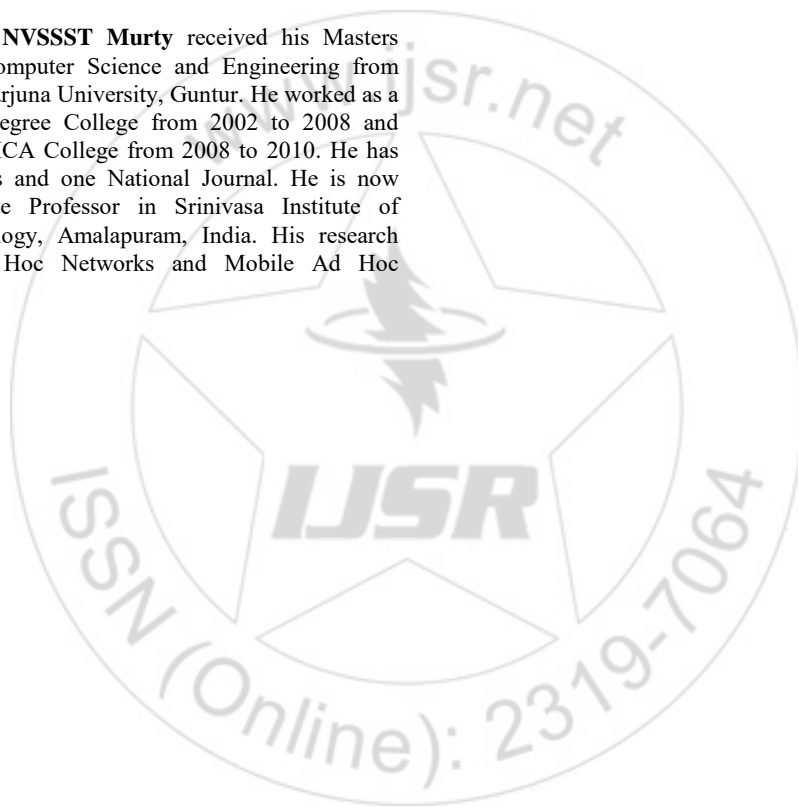 NVSSST Murty received his Masters
omputer Science and Engineering from
arjuna University, Guntur. He worked as a
egree College from 2002 to 2008 and
ICA College from 2008 to 2010. He has
s and one National Journal. He is now
e Professor in Srinivasa Institute of
logy, Amalapuram, India. His research
Hoc Networks and Mobile Ad Hoc
www.ijsr.net
IJSR
ISSN (Online): 2319-7064